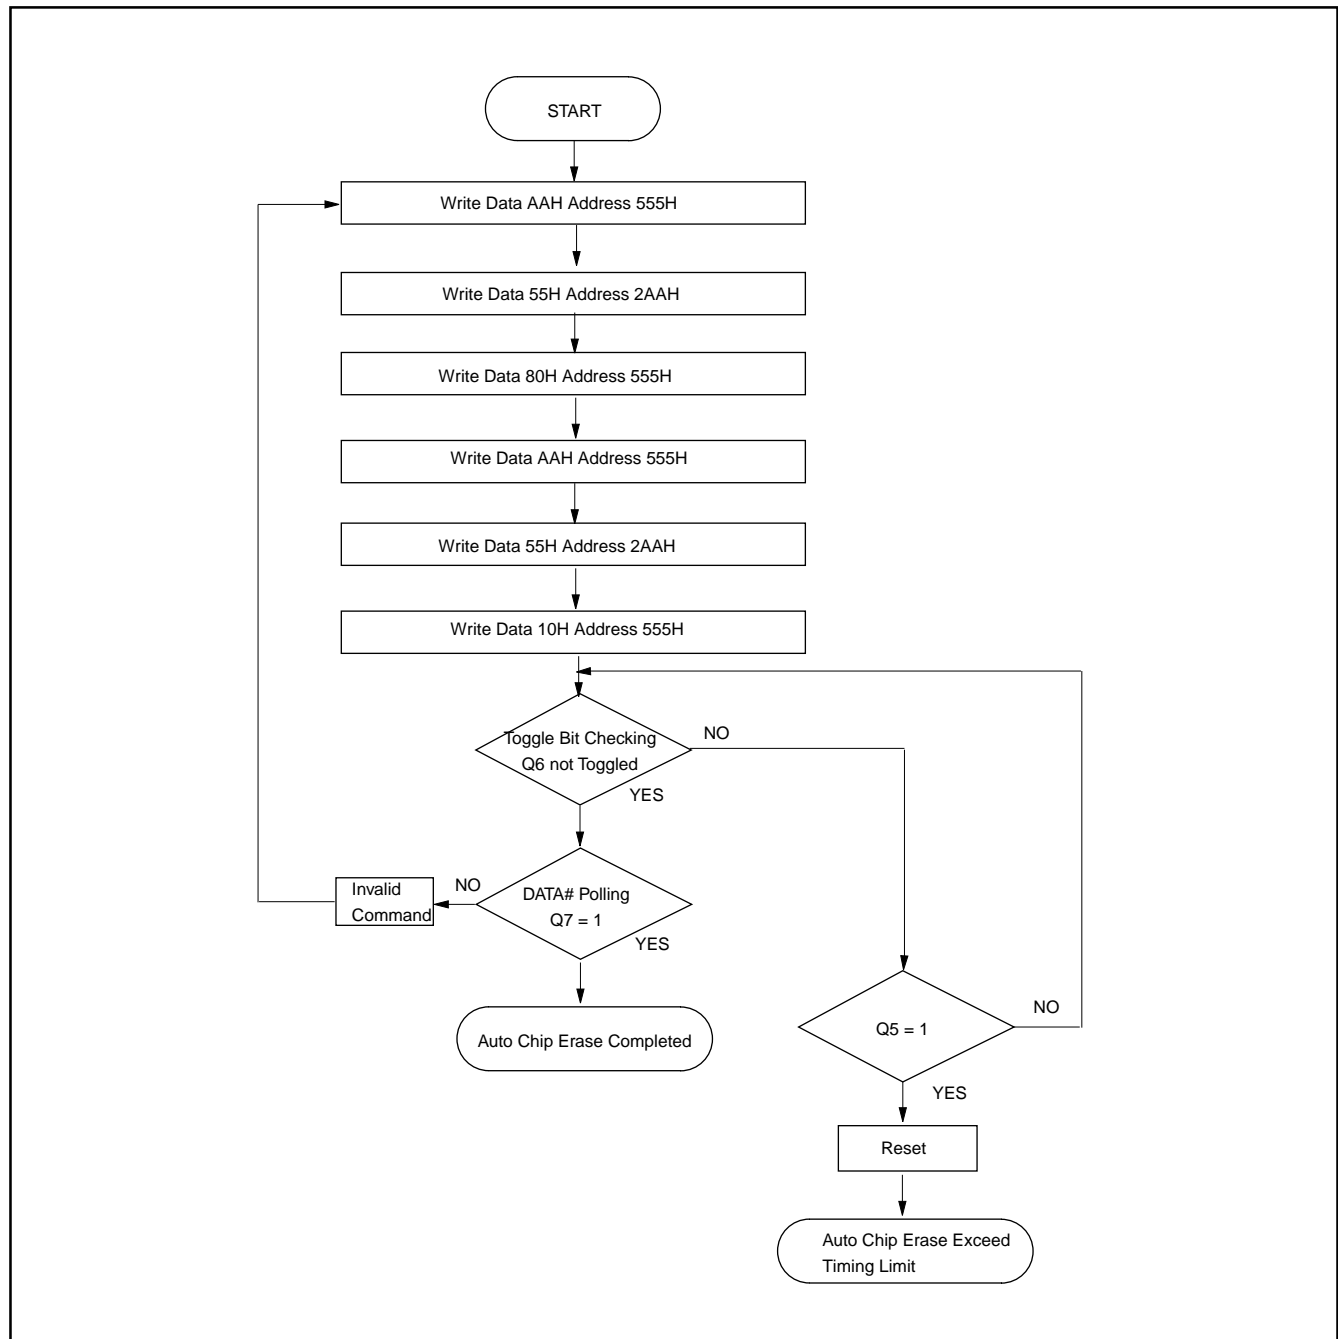 START
Write Data AAH Address 555H
Write Data 55H Address 2AAH
Write Data 80H Address 555H
Write Data AAH Address 555H
Write Data 55H Address 2AAH
Write Data 10H Address 555H
Toggle Bit Checking
Q6 not Toggled
NO
YES
DATA# Polling
Q7 = 1
NO
Invalid
Command
YES
Auto Chip Erase Completed
Q5 = 1
NO
YES
Reset
Auto Chip Erase Exceed
Timing Limit